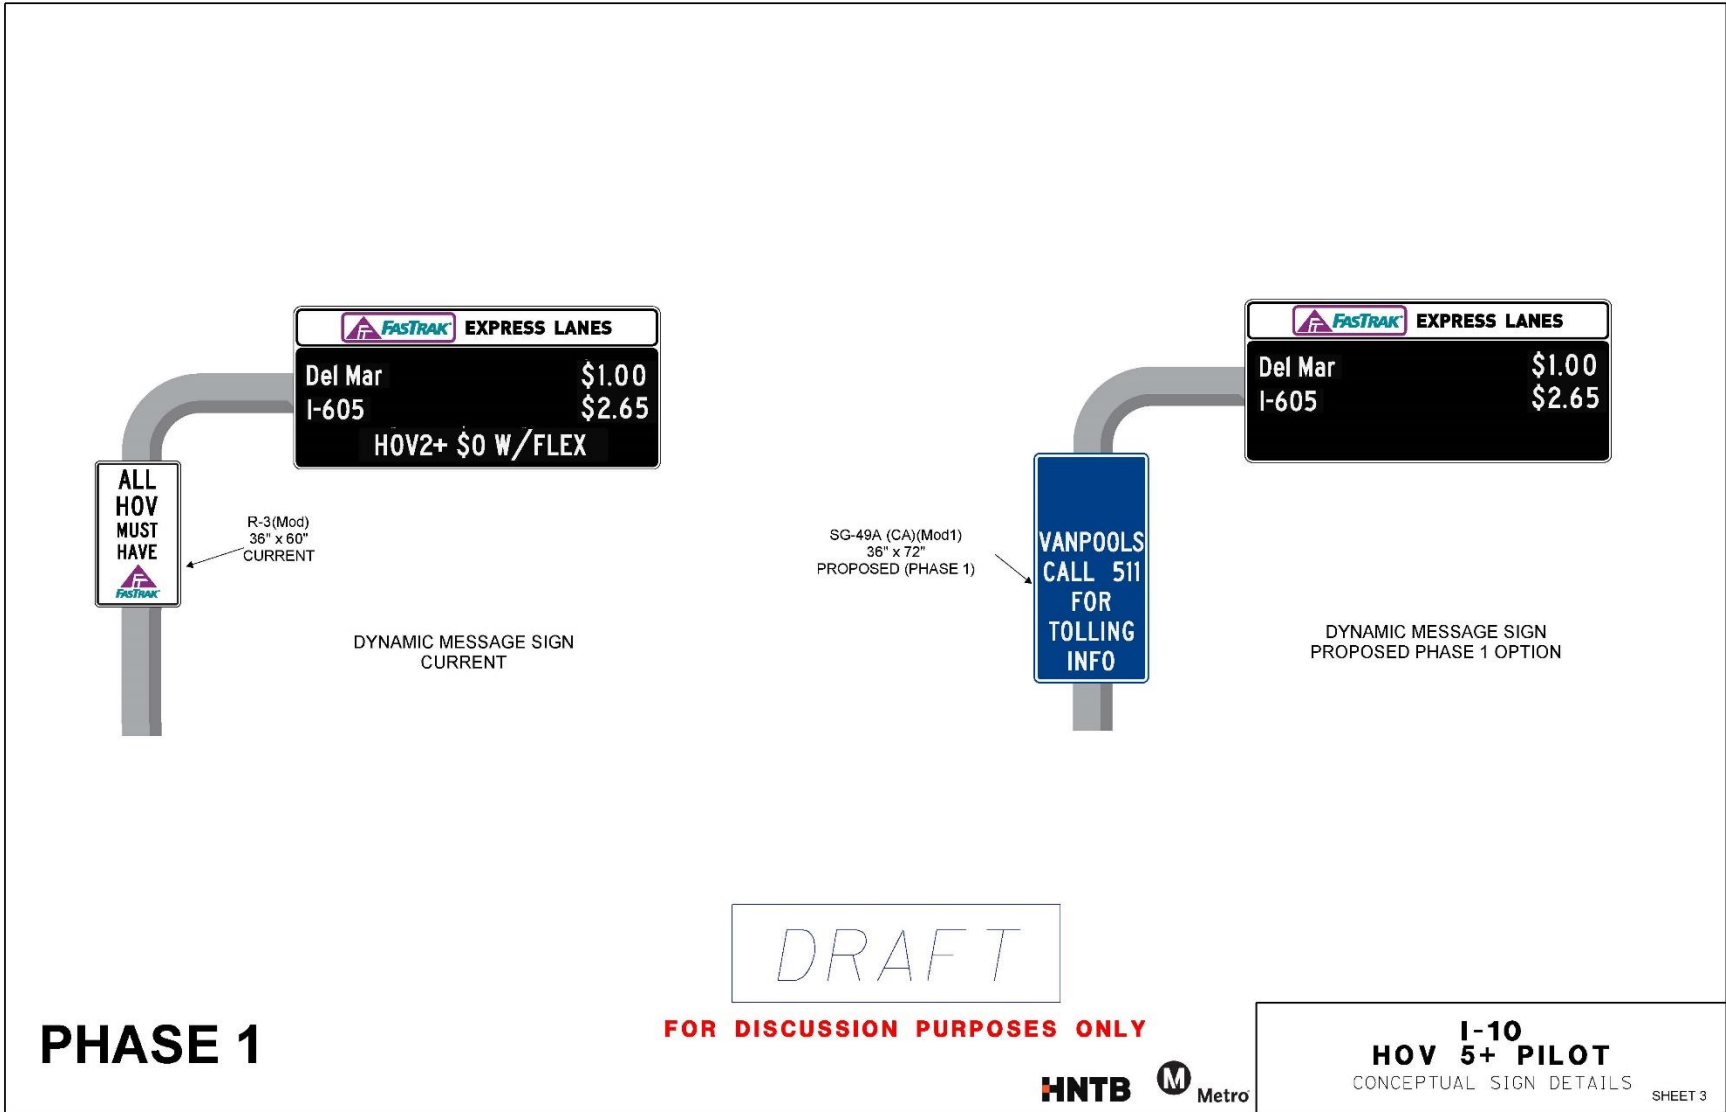 FASTRAK EXPRESS LANES
Del Mar $1.00
I-605 $2.65
HOV2+ $0 W/FLEX
ALL
HOV
MUST
HAVE
FASTRAK
R-3(Mod)
36" x 60"
CURRENT
DYNAMIC MESSAGE SIGN
CURRENT
FASTRAK EXPRESS LANES
Del Mar $1.00
I-605 $2.65
VANPOOLS
CALL 511
FOR
TOLLING
INFO
SG-49A (CA)(Mod1)
36" x 72"
PROPOSED (PHASE 1)
DYNAMIC MESSAGE SIGN
PROPOSED PHASE 1 OPTION
DRAFT
FOR DISCUSSION PURPOSES ONLY
PHASE 1
HNTB
M Metro
I-10
HOV 5+ PILOT
CONCEPTUAL SIGN DETAILS
SHEET 3